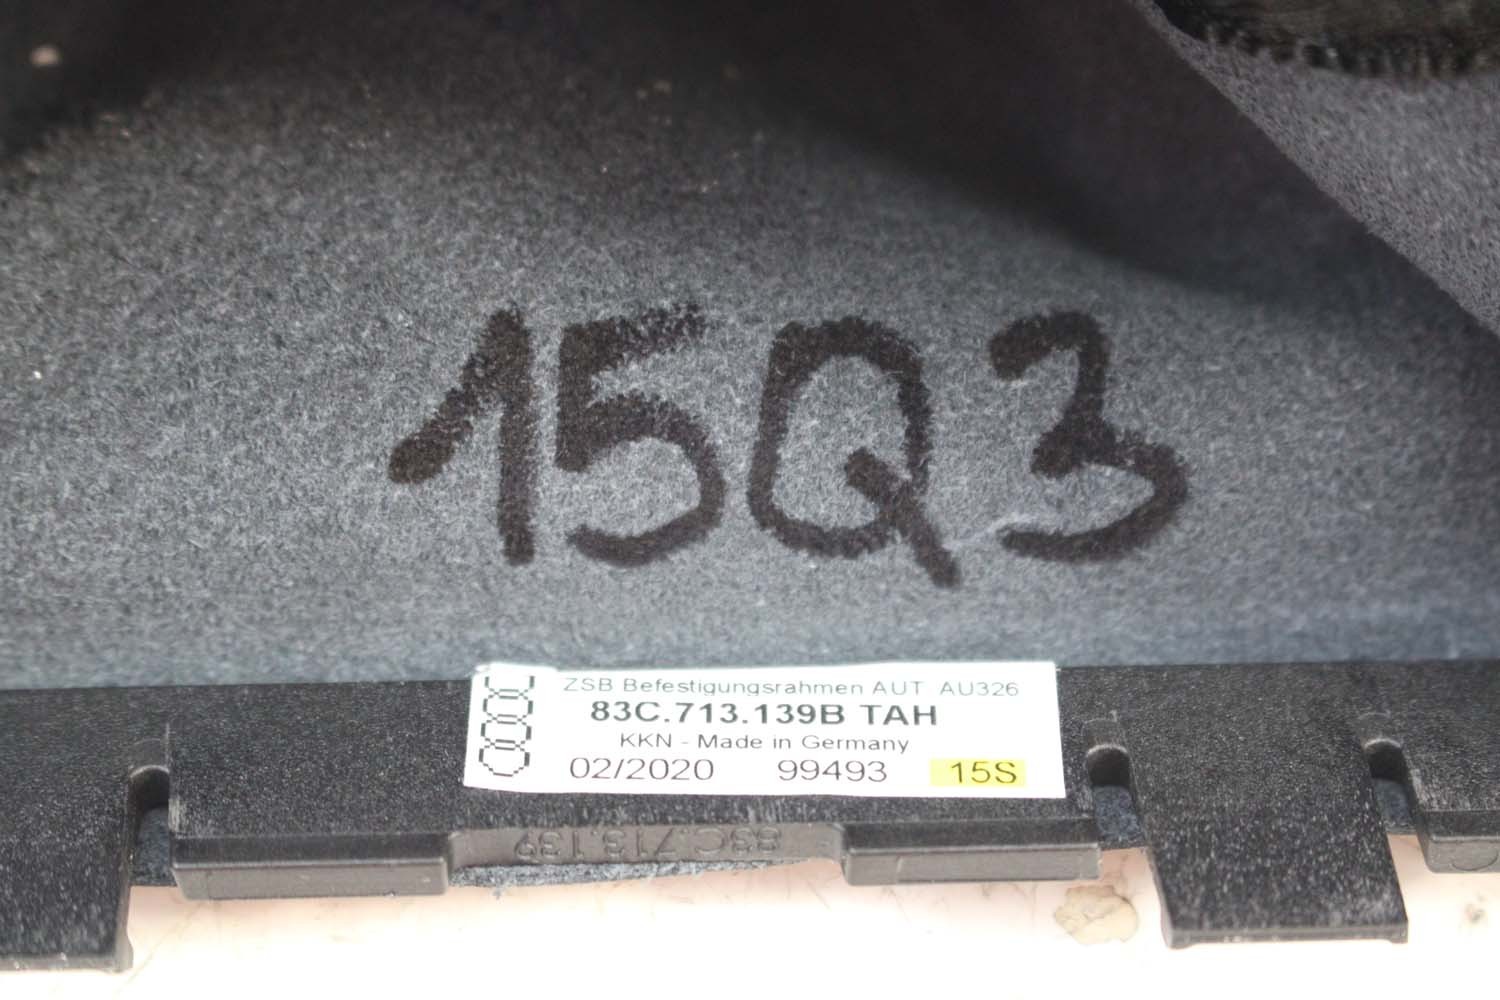 15Q3
ZSB Befestigungsrahmen AUT AU326
83C.713.139B TAH
KKN - Made in Germany
02/2020 99493 15S
83C.713.139